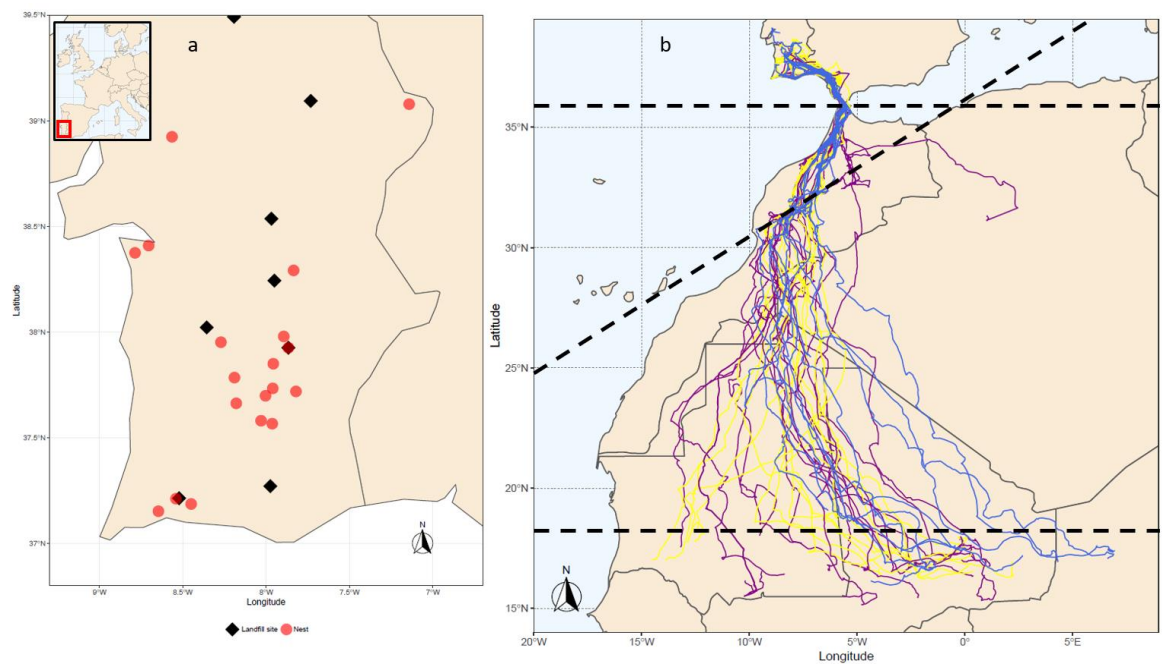 a
39.5°N
39°N
38.5°N
38°N
37.5°N
37°N
Latitude
N
9°W 8.5°W 8°W 7.5°W 7°W
Longitude
Landfill site Nest
b
35°N
30°N
25°N
20°N
15°N
Latitude
N
20°W 15°W 10°W 5°W 0° 5°E
Longitude